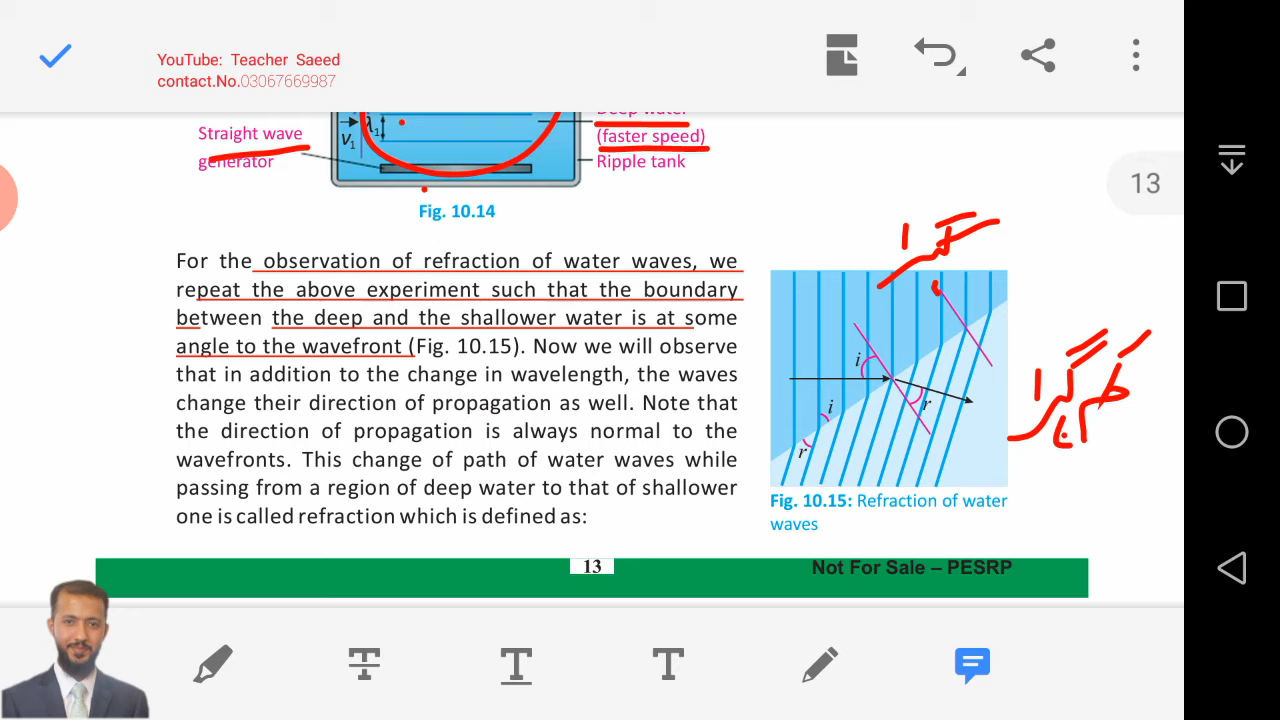 YouTube: Teacher Saeed
contact.No.03067669987
13
Straight wave
generator
λ1
V1
Deep water
(faster speed)
Ripple tank
Fig. 10.14
For the observation of refraction of water waves, we
repeat the above experiment such that the boundary
between the deep and the shallower water is at some
angle to the wavefront (Fig. 10.15). Now we will observe
that in addition to the change in wavelength, the waves
change their direction of propagation as well. Note that
the direction of propagation is always normal to the
wavefronts. This change of path of water waves while
passing from a region of deep water to that of shallower
one is called refraction which is defined as:
i
r
i
r
Fig. 10.15: Refraction of water
waves
13
Not For Sale – PESRP
T
T
T